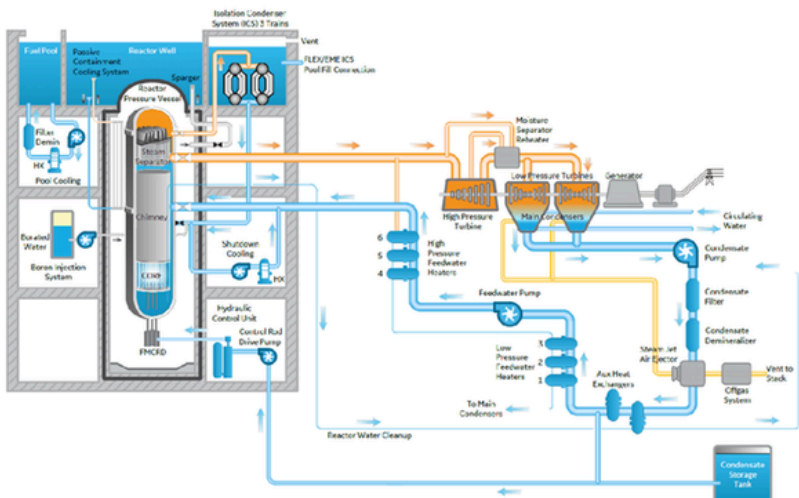 Isolation Condenser
System (ICS) 3 Trains
Fuel Pool
Passive
Containment
Cooling System
Reactor Well
Vent
FLEX/EME ICS
Pool Fill Connection
Sparger
Reactor
Pressure Vessel
Filter
Demin
HX
Pool Cooling
Steam
Separator
Chimney
Borated
Water
Boron Injection
System
CORE
FMCRD
Shutdown
Cooling
HX
Hydraulic
Control Unit
Control Rod
Drive Pump
Moisture
Separator
Reheater
Low Pressure Turbines
Generator
High Pressure
Turbine
Main Condensers
Circulating
Water
6
5
4
High
Pressure
Feedwater
Heaters
Condensate
Pump
Feedwater Pump
Condensate
Filter
Condensate
Demineralizer
Low
Pressure
Feedwater
Heaters
3
2
1
Steam Jet
Air Ejector
Vent to
Stack
Offgas
System
Aux Heat
Exchangers
To Main
Condensers
Reactor Water Cleanup
Condensate
Storage
Tank